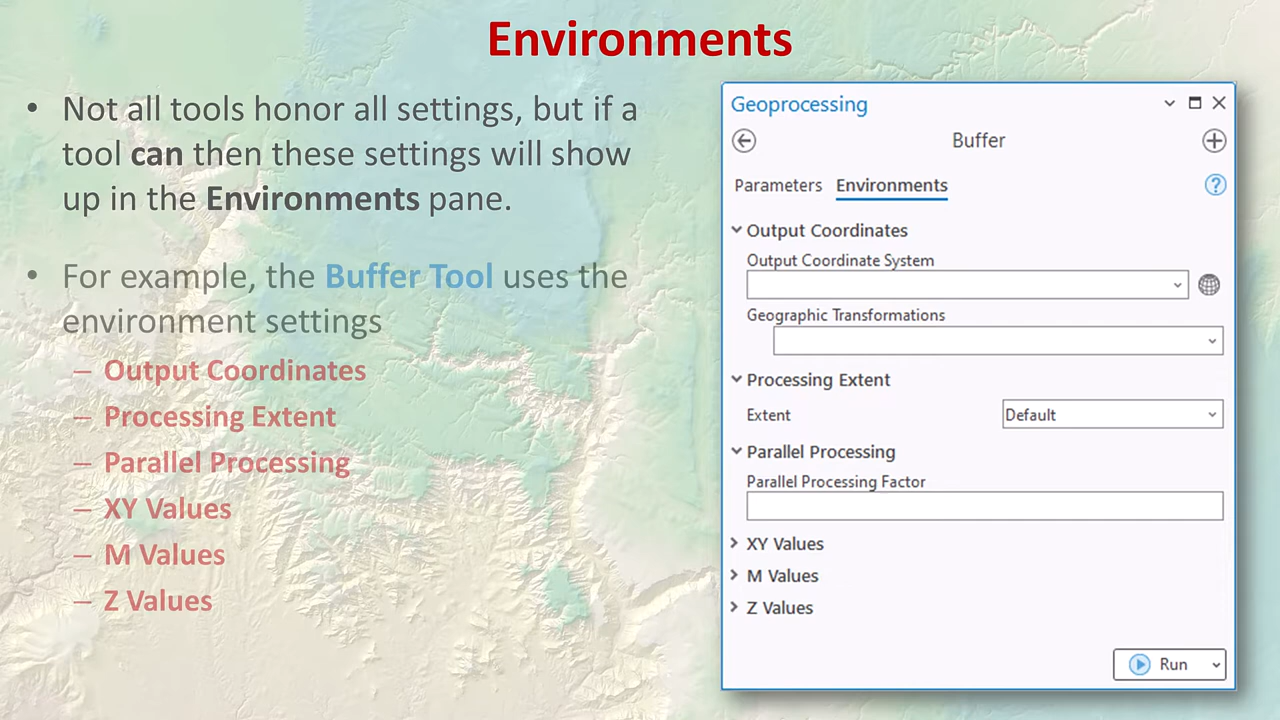 Environments
• Not all tools honor all settings, but if a
tool can then these settings will show
up in the Environments pane.
• For example, the Buffer Tool uses the
environment settings
– Output Coordinates
– Processing Extent
– Parallel Processing
– XY Values
– M Values
– Z Values
Geoprocessing
Buffer
Parameters Environments
Output Coordinates
Output Coordinate System
Geographic Transformations
Processing Extent
Extent Default
Parallel Processing
Parallel Processing Factor
XY Values
M Values
Z Values
Run